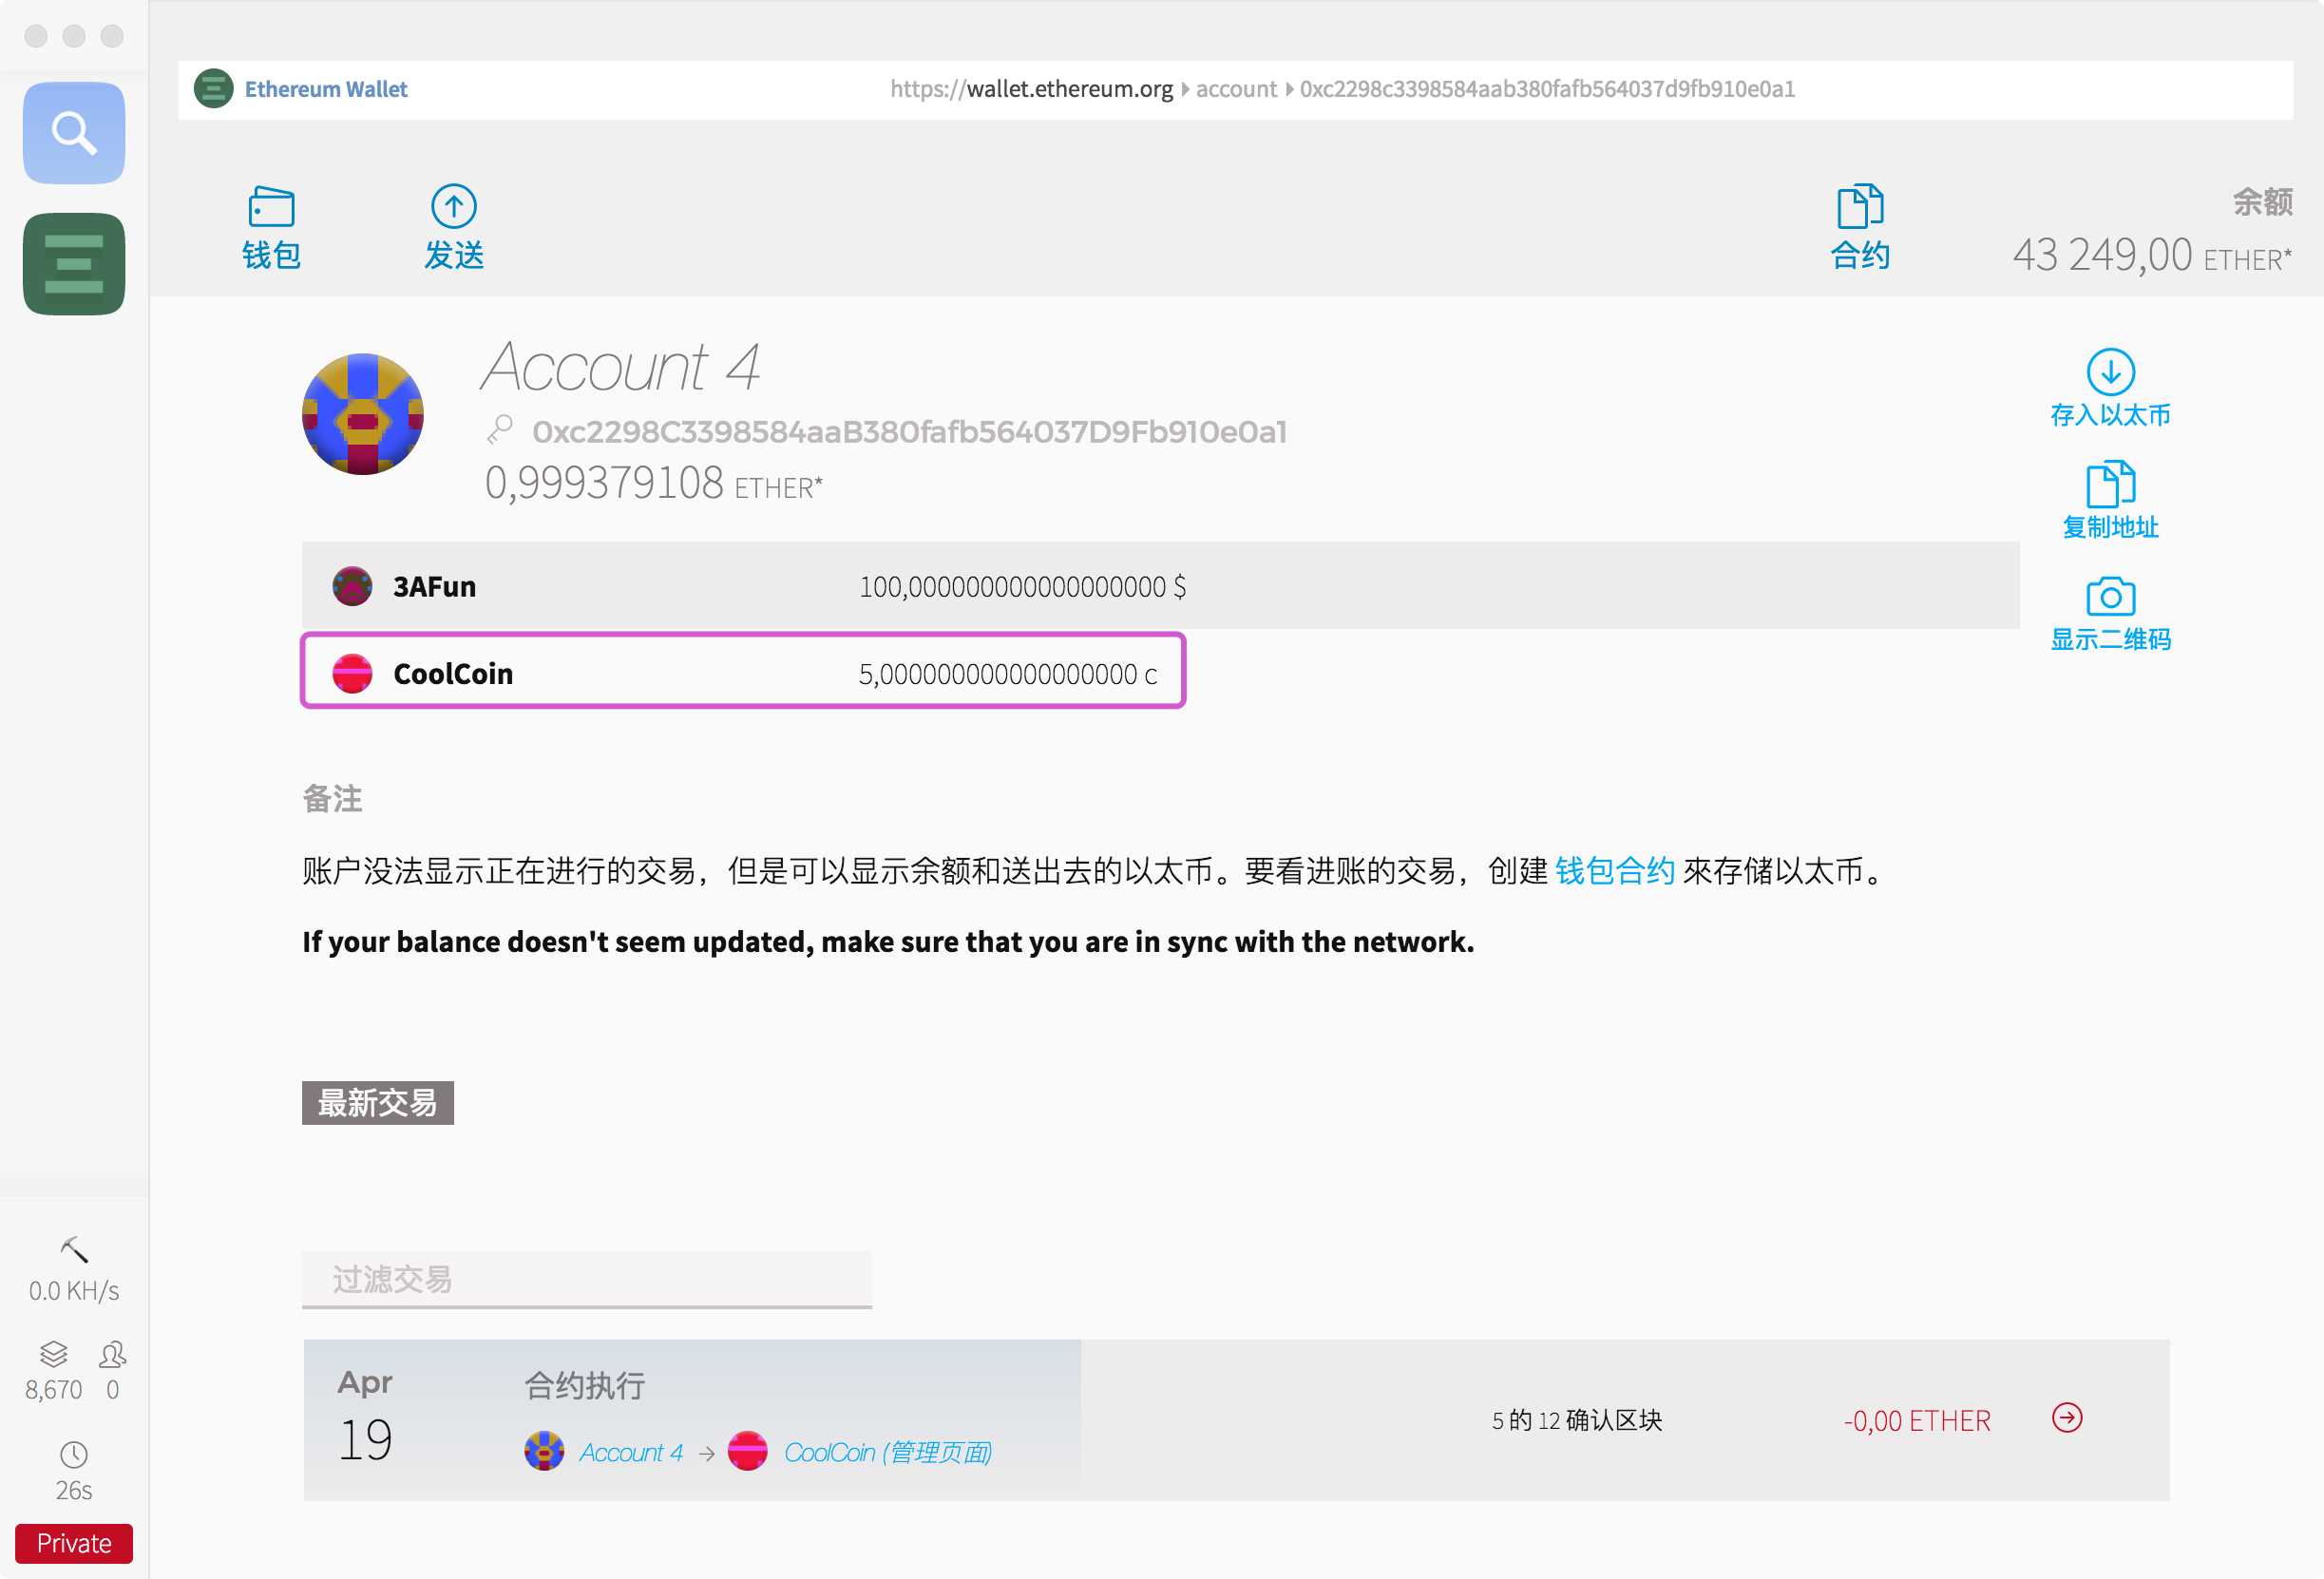 Ethereum Wallet
https://wallet.ethereum.org account 0xc2298c3398584aab380fafb564037d9fb910e0a1
钱包
发送
合约
余额
43 249,00 ETHER*
Account 4
0xc2298C3398584aaB380fafb564037D9Fb910e0a1
0,999379108 ETHER*
存入以太币
复制地址
显示二维码
3AFun 100,000000000000000000 $
CoolCoin 5,000000000000000000 c
备注
账户没法显示正在进行的交易，但是可以显示余额和送出去的以太币。要看进账的交易，创建 钱包合约 來存储以太币。
If your balance doesn't seem updated, make sure that you are in sync with the network.
最新交易
过滤交易
Apr
19
合约执行
Account 4 → CoolCoin (管理页面)
5 的 12 确认区块
-0,00 ETHER
0.0 KH/s
8,670 0
26s
Private